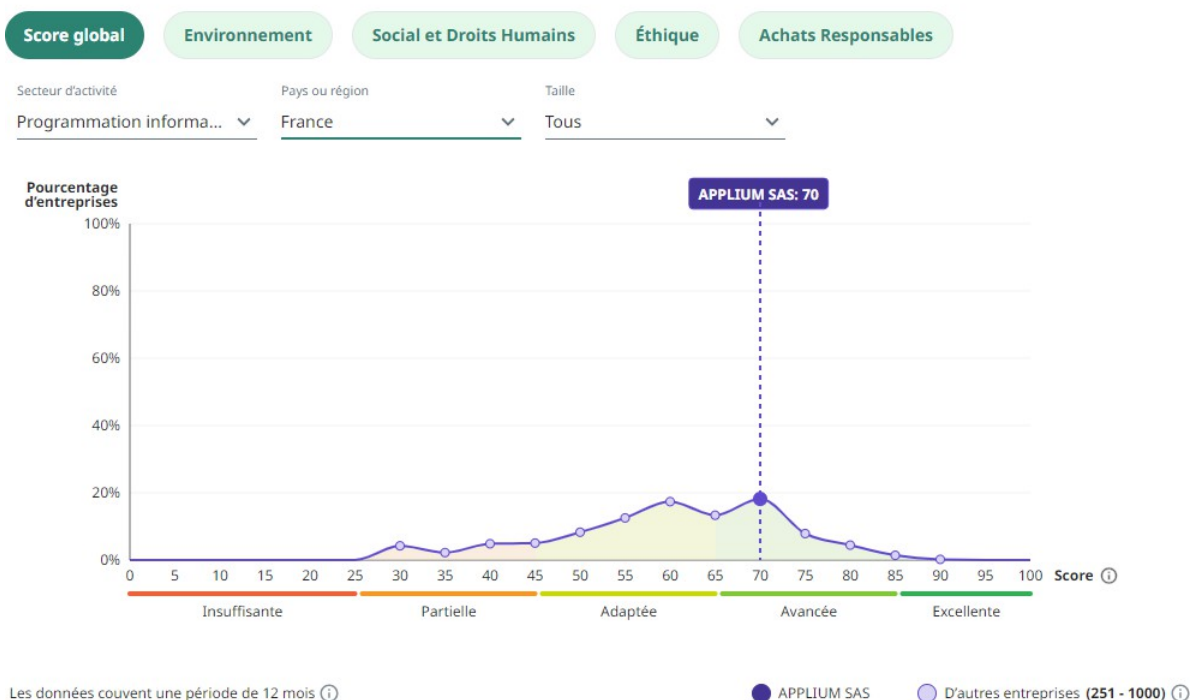 Score global
Environnement
Social et Droits Humains
Éthique
Achats Responsables
Secteur d'activité
Pays ou région
Taille
Programmation informa...
France
Tous
Pourcentage
d'entreprises
APPLIUM SAS: 70
100%
80%
60%
40%
20%
0%
0 5 10 15 20 25 30 35 40 45 50 55 60 65 70 75 80 85 90 95 100 Score
Insuffisante
Partielle
Adaptée
Avancée
Excellente
Les données couvent une période de 12 mois
APPLIUM SAS
D'autres entreprises (251 - 1000)